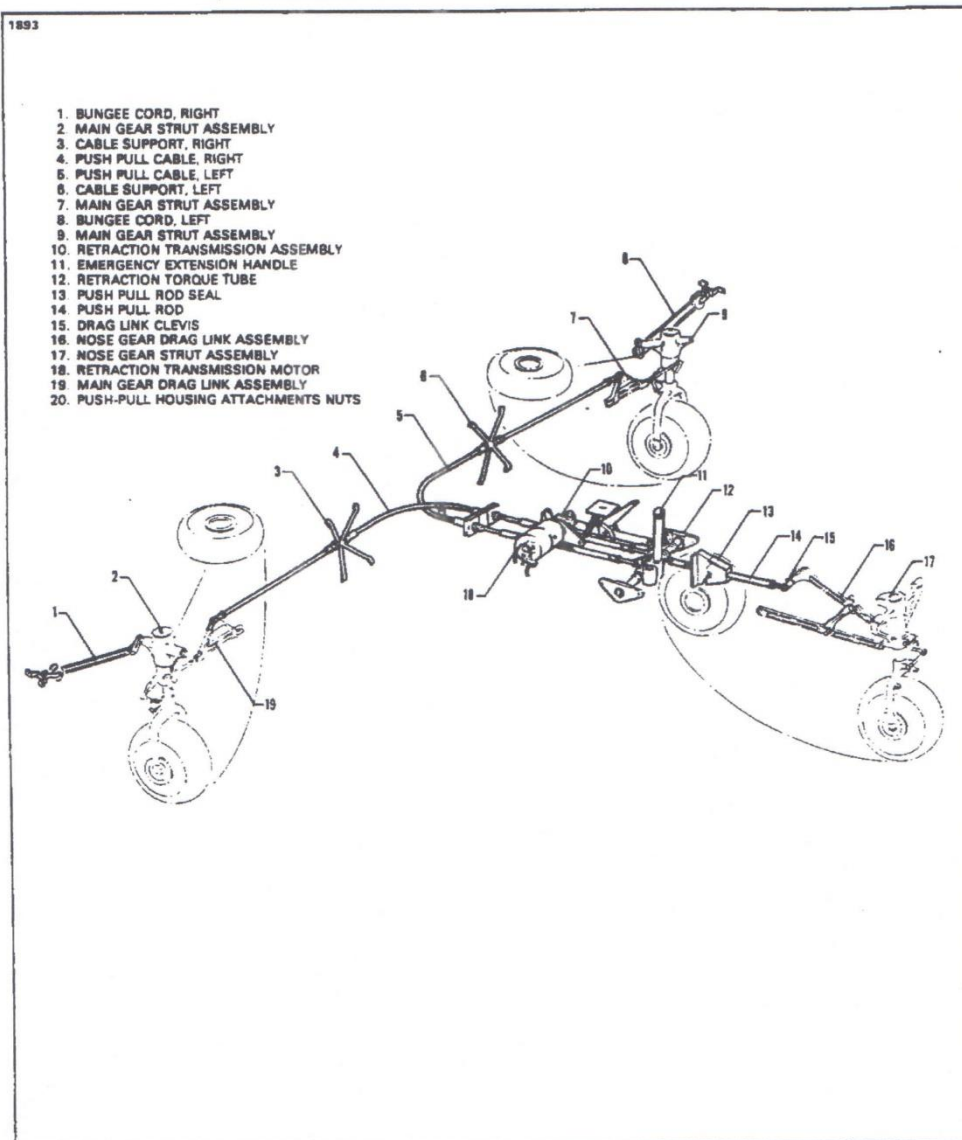 1893
1. BUNGEE CORD, RIGHT
2. MAIN GEAR STRUT ASSEMBLY
3. CABLE SUPPORT, RIGHT
4. PUSH PULL CABLE, RIGHT
5. PUSH PULL CABLE, LEFT
6. CABLE SUPPORT, LEFT
7. MAIN GEAR STRUT ASSEMBLY
8. BUNGEE CORD, LEFT
9. MAIN GEAR STRUT ASSEMBLY
10. RETRACTION TRANSMISSION ASSEMBLY
11. EMERGENCY EXTENSION HANDLE
12. RETRACTION TORQUE TUBE
13. PUSH PULL ROD SEAL
14. PUSH PULL ROD
15. DRAG LINK CLEVIS
16. NOSE GEAR DRAG LINK ASSEMBLY
17. NOSE GEAR STRUT ASSEMBLY
18. RETRACTION TRANSMISSION MOTOR
19. MAIN GEAR DRAG LINK ASSEMBLY
20. PUSH-PULL HOUSING ATTACHMENTS NUTS
8
9
7
6
5
4
3
10
11
12
13
14
15
16
17
18
2
1
19